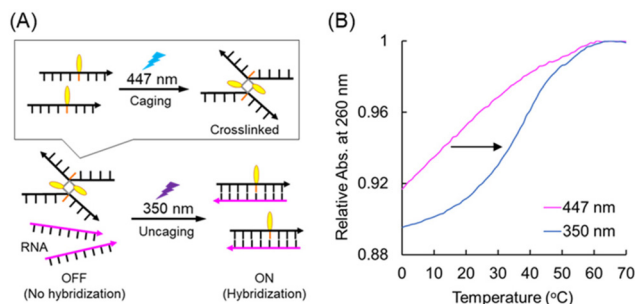 (A)
447 nm
Caging
Crosslinked
350 nm
Uncaging
RNA
OFF
(No hybridization)
ON
(Hybridization)
(B)
Relative Abs. at 260 nm
1
0.96
0.92
0.88
447 nm
350 nm
0 10 20 30 40 50 60 70
Temperature (°C)